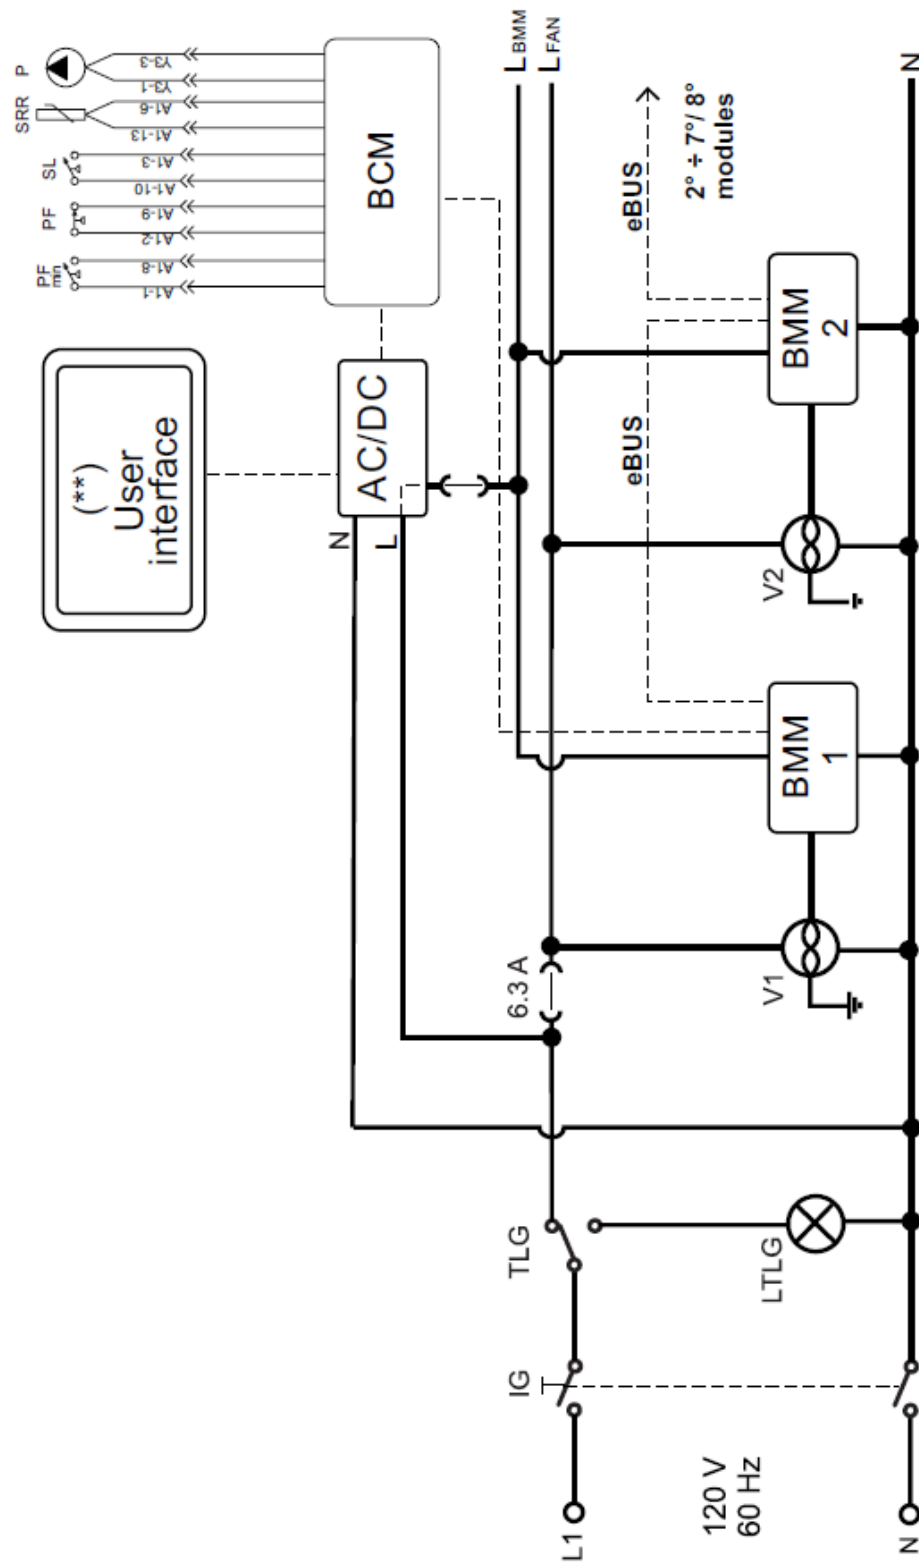 P
SRR
SL
PF
PF
min
Y3-3
Y3-1
A1-6
A1-13
A1-3
A1-10
A1-9
A1-2
A1-8
A1-1
BCM
(**)
User
interface
AC/DC
N
L
L BMM
L FAN
N
eBUS
2° ÷ 7°/ 8°
modules
eBUS
BMM
2
V2
BMM
1
V1
6.3 A
TLG
LTLG
IG
120 V
60 Hz
L1
N